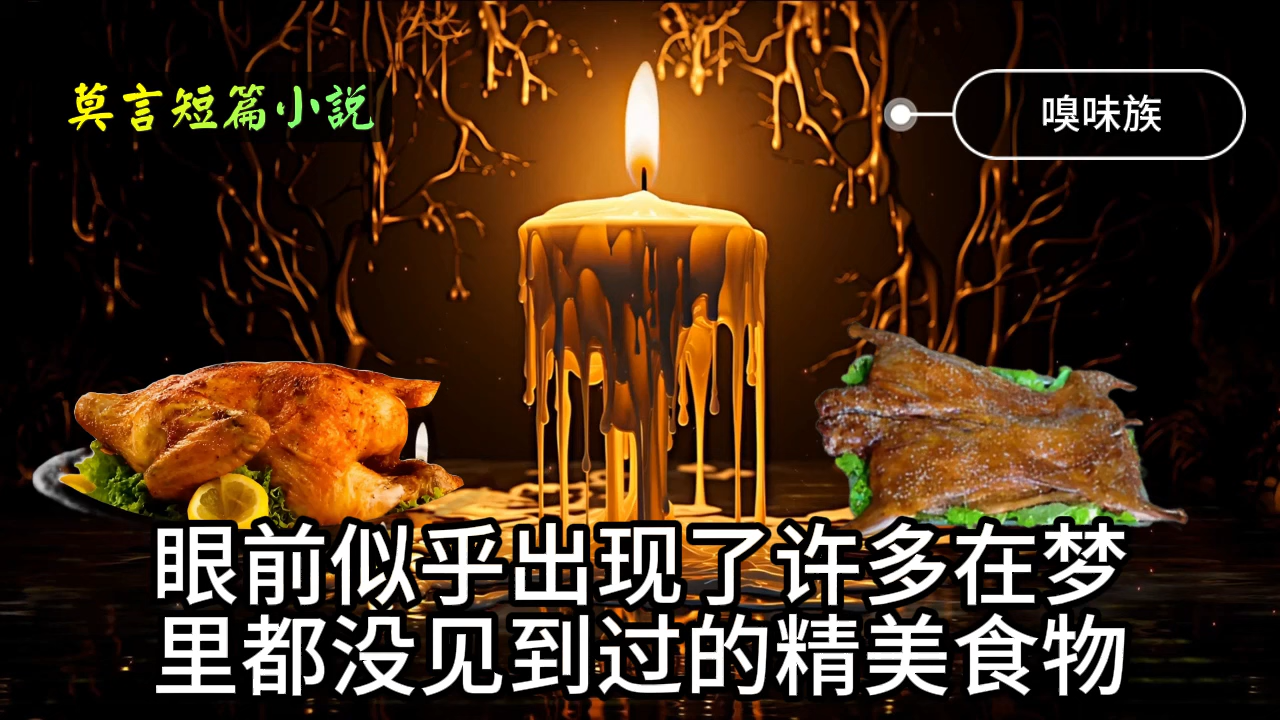 莫言短篇小説
嗅味族
眼前似乎出现了许多在梦
里都没见到过的精美食物